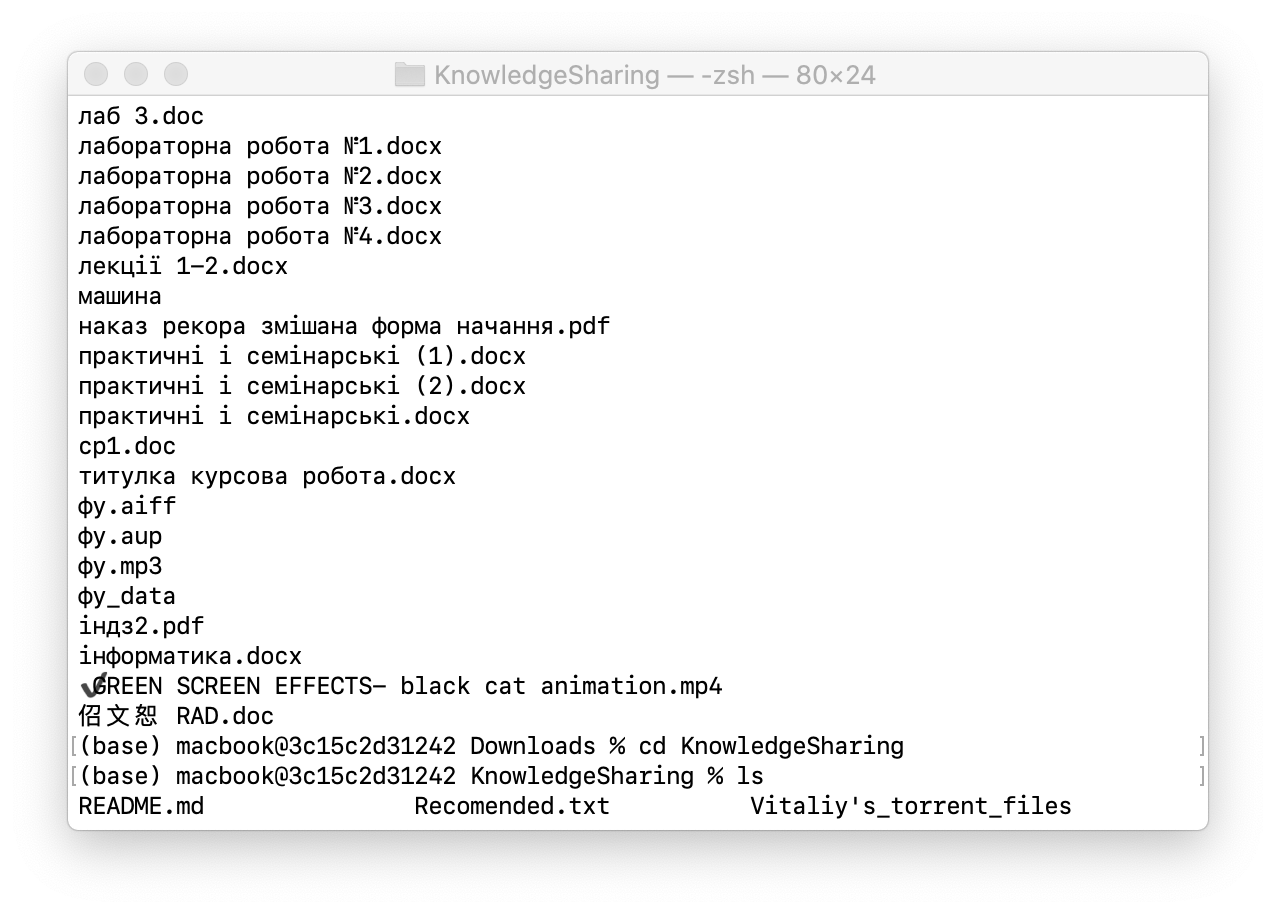 KnowledgeSharing — -zsh — 80×24
лаб 3.doc
лабораторна робота №1.docx
лабораторна робота №2.docx
лабораторна робота №3.docx
лабораторна робота №4.docx
лекції 1-2.docx
машина
наказ рекора змішана форма начання.pdf
практичні і семінарські (1).docx
практичні і семінарські (2).docx
практичні і семінарські.docx
ср1.doc
титулка курсова робота.docx
фу.aiff
фу.aup
фу.mp3
фу_data
індз2.pdf
інформатика.docx
✔GREEN SCREEN EFFECTS- black cat animation.mp4
佋文恕 RAD.doc
[(base) macbook@3c15c2d31242 Downloads % cd KnowledgeSharing ]
[(base) macbook@3c15c2d31242 KnowledgeSharing % ls ]
README.md Recomended.txt Vitaliy's_torrent_files